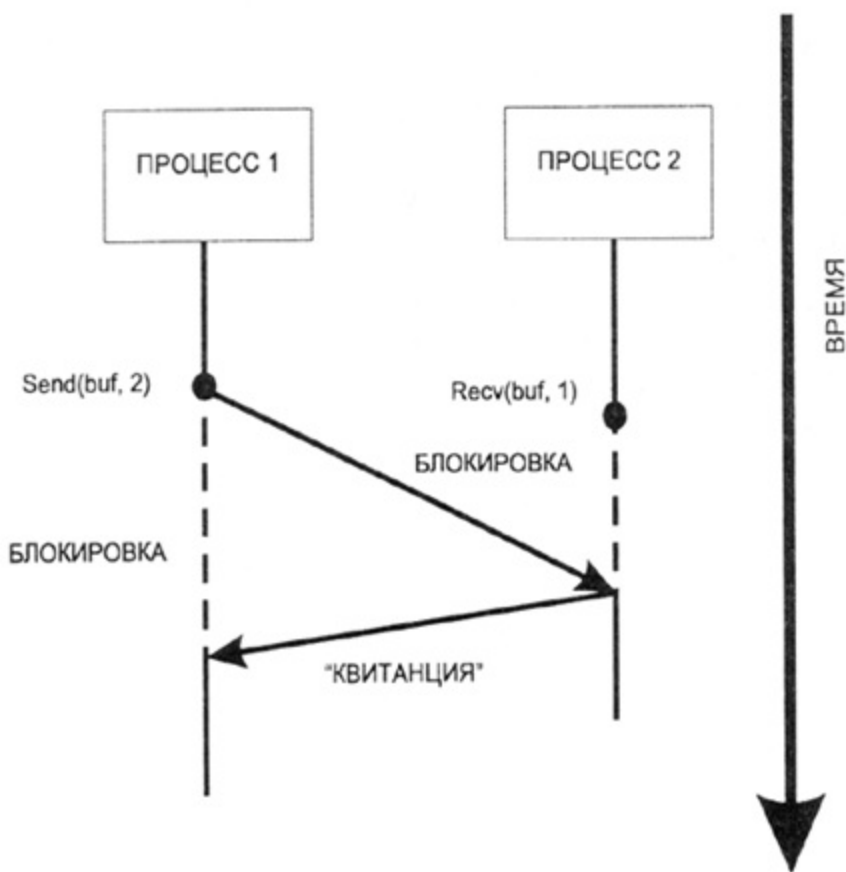 ПРОЦЕСС 1
ПРОЦЕСС 2
ВРЕМЯ
Send(buf, 2)
Recv(buf, 1)
БЛОКИРОВКА
БЛОКИРОВКА
"КВИТАНЦИЯ"